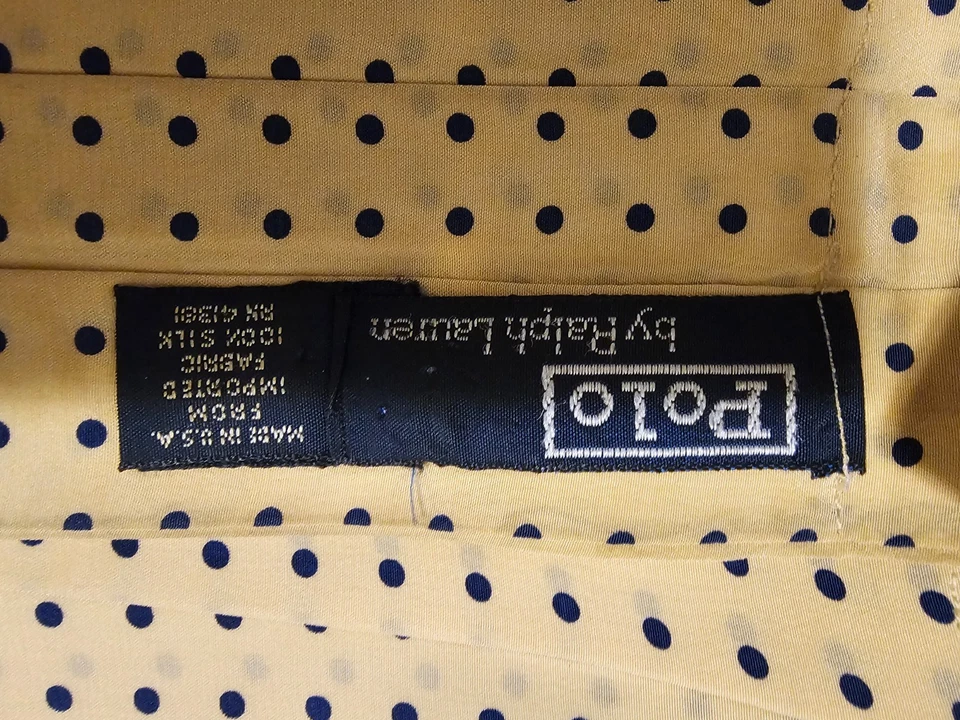 Polo
by Ralph Lauren
MADE IN U.S.A.
FROM
IMPORTED
FABRIC
100% SILK
RN 41381